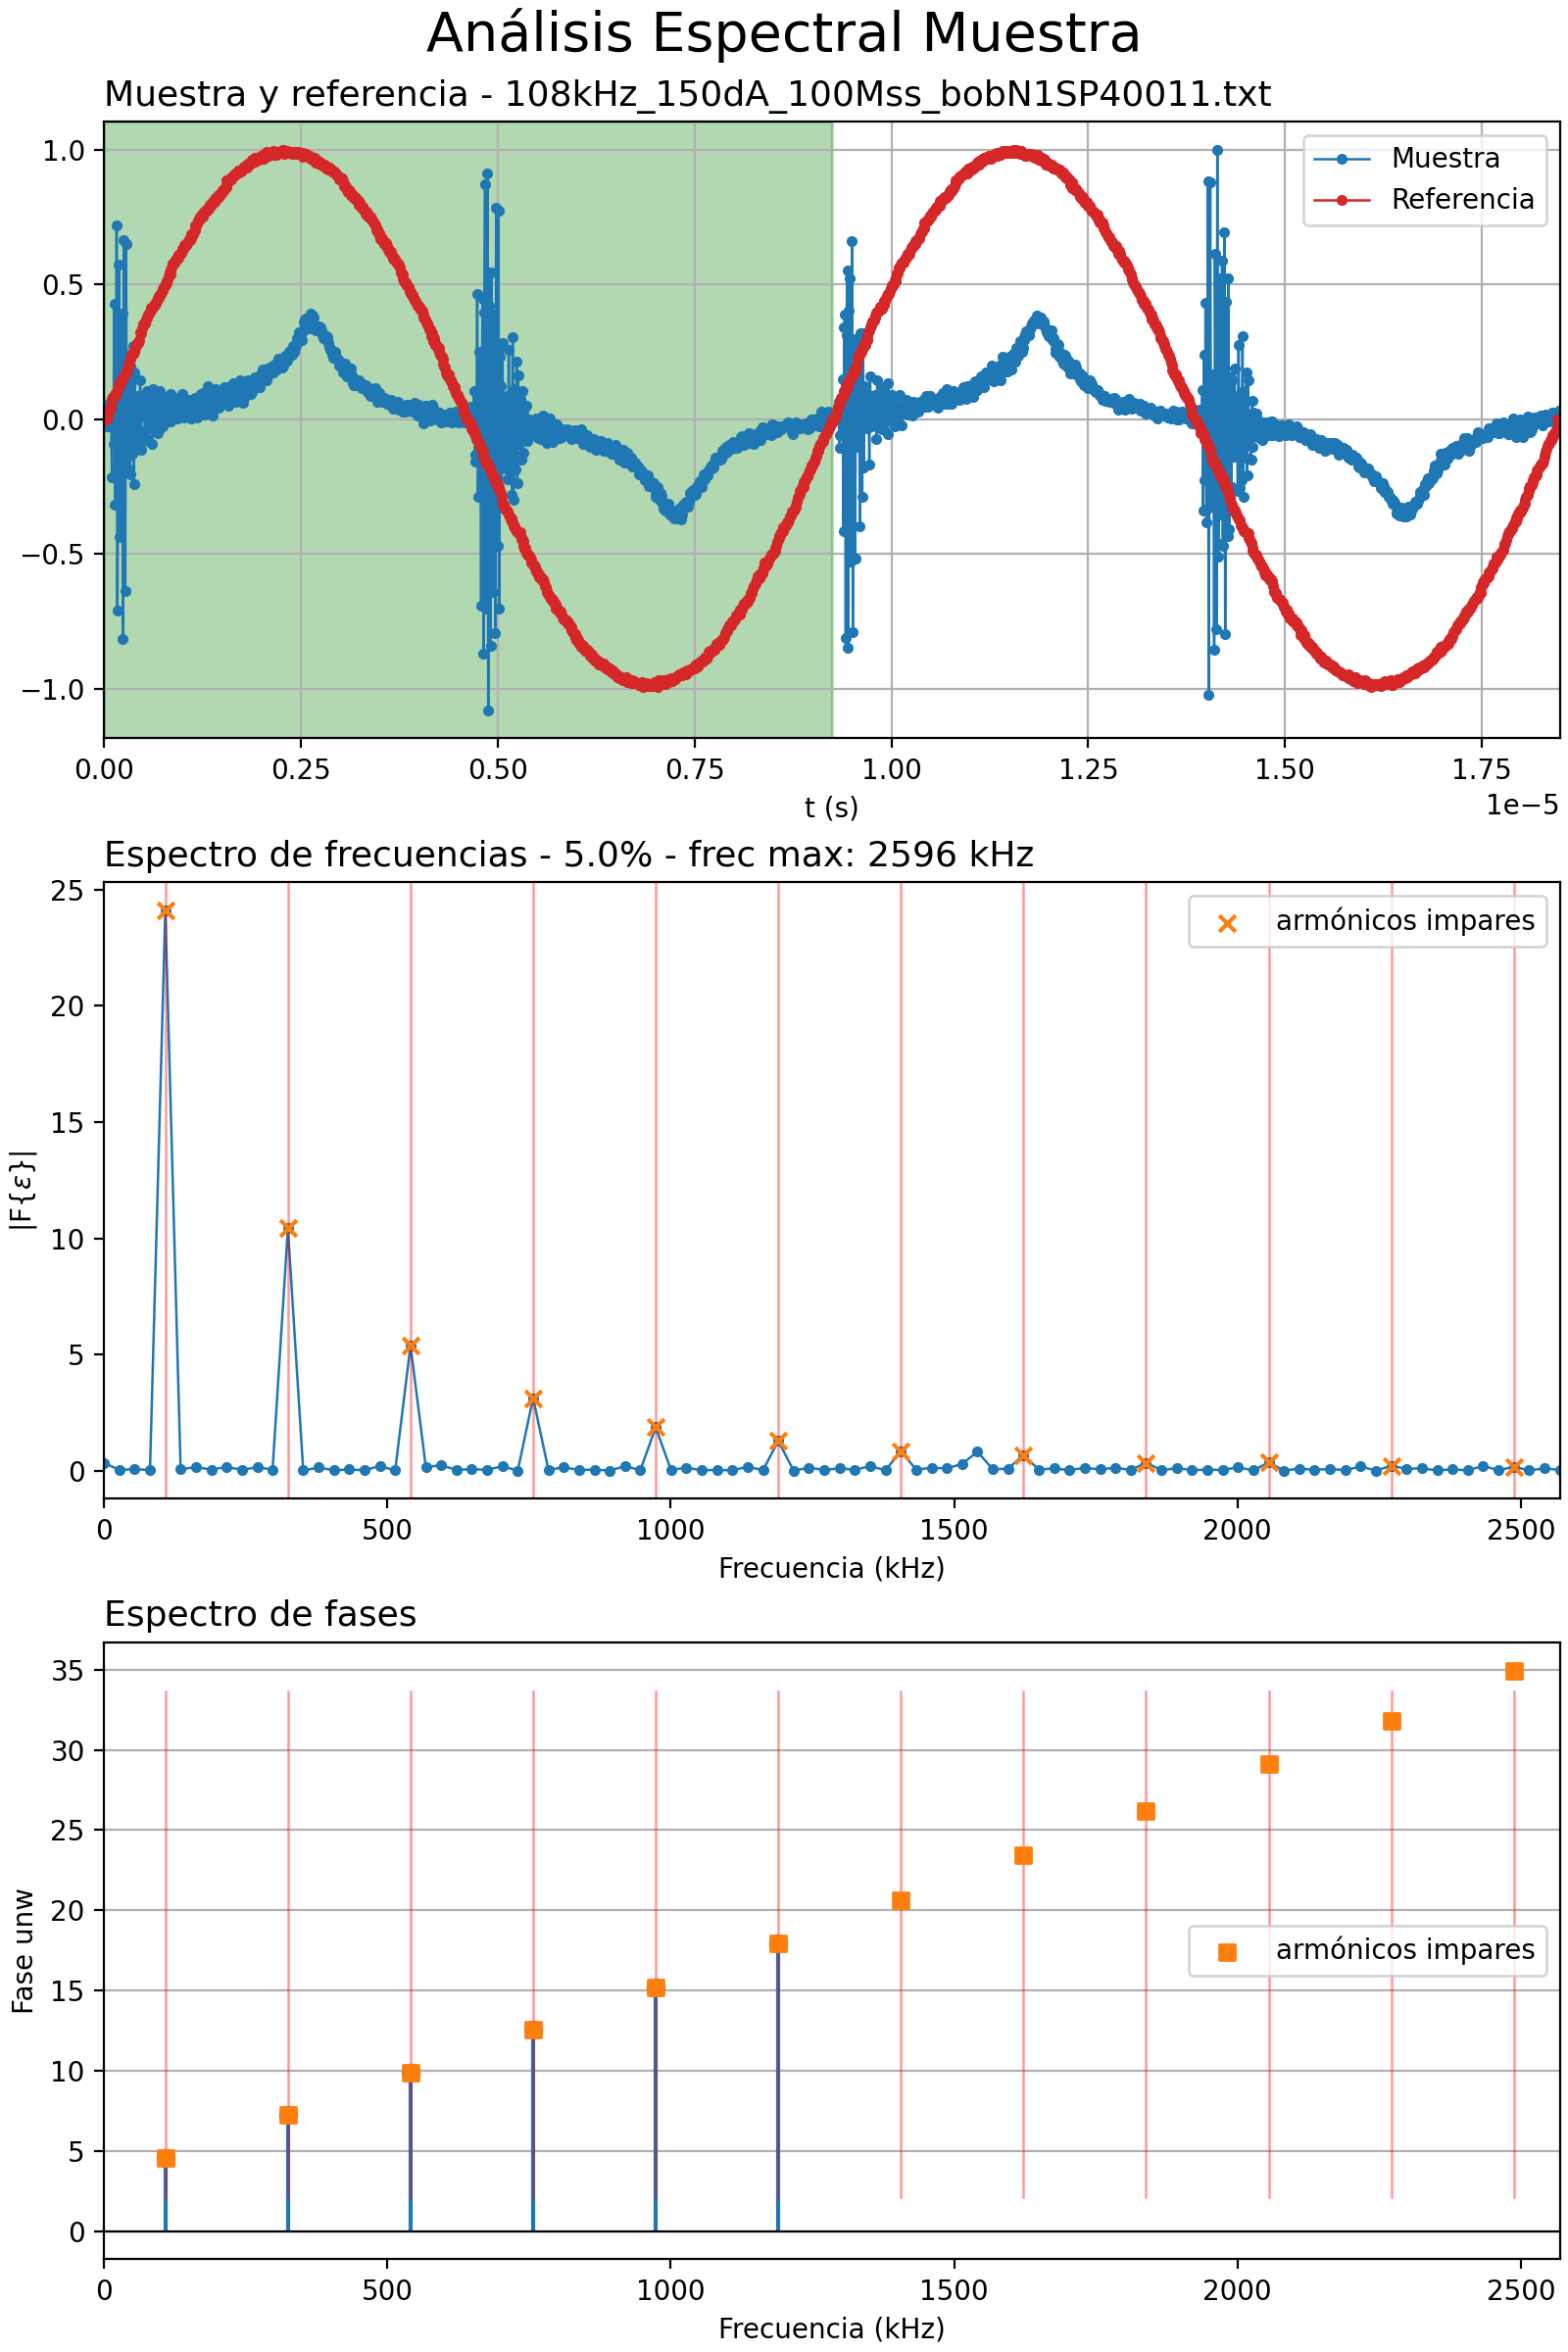 Análisis Espectral Muestra
Muestra y referencia - 108kHz_150dA_100Mss_bobN1SP40011.txt
1.0
0.5
0.0
−0.5
−1.0
Muestra
Referencia
0.00 0.25 0.50 0.75 1.00 1.25 1.50 1.75
1e−5
t (s)
Espectro de frecuencias - 5.0% - frec max: 2596 kHz
25
20
15
10
5
0
|F{ε}|
armónicos impares
0 500 1000 1500 2000 2500
Frecuencia (kHz)
Espectro de fases
35
30
25
20
15
10
5
0
Fase unw
armónicos impares
0 500 1000 1500 2000 2500
Frecuencia (kHz)